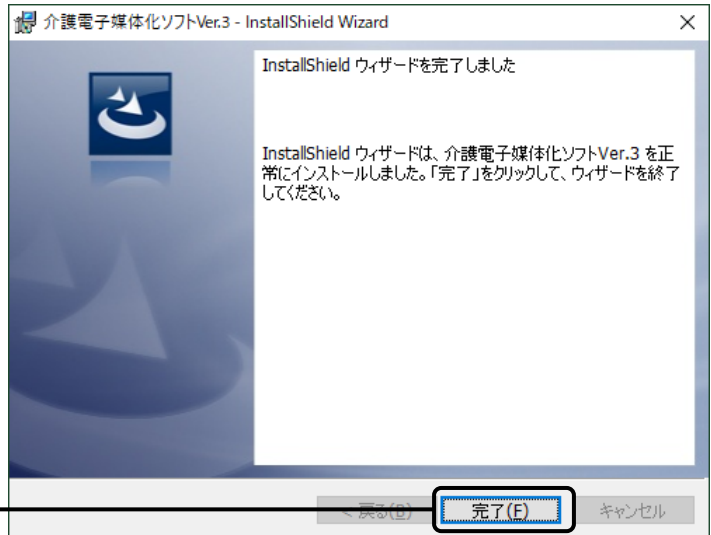 介護電子媒体化ソフトVer.3 - InstallShield Wizard
InstallShield ウィザードを完了しました
InstallShield ウィザードは、介護電子媒体化ソフトVer.3 を正
常にインストールしました。「完了」をクリックして、ウィザードを終了
してください。
< 戻る(B) 完了(F) キャンセル